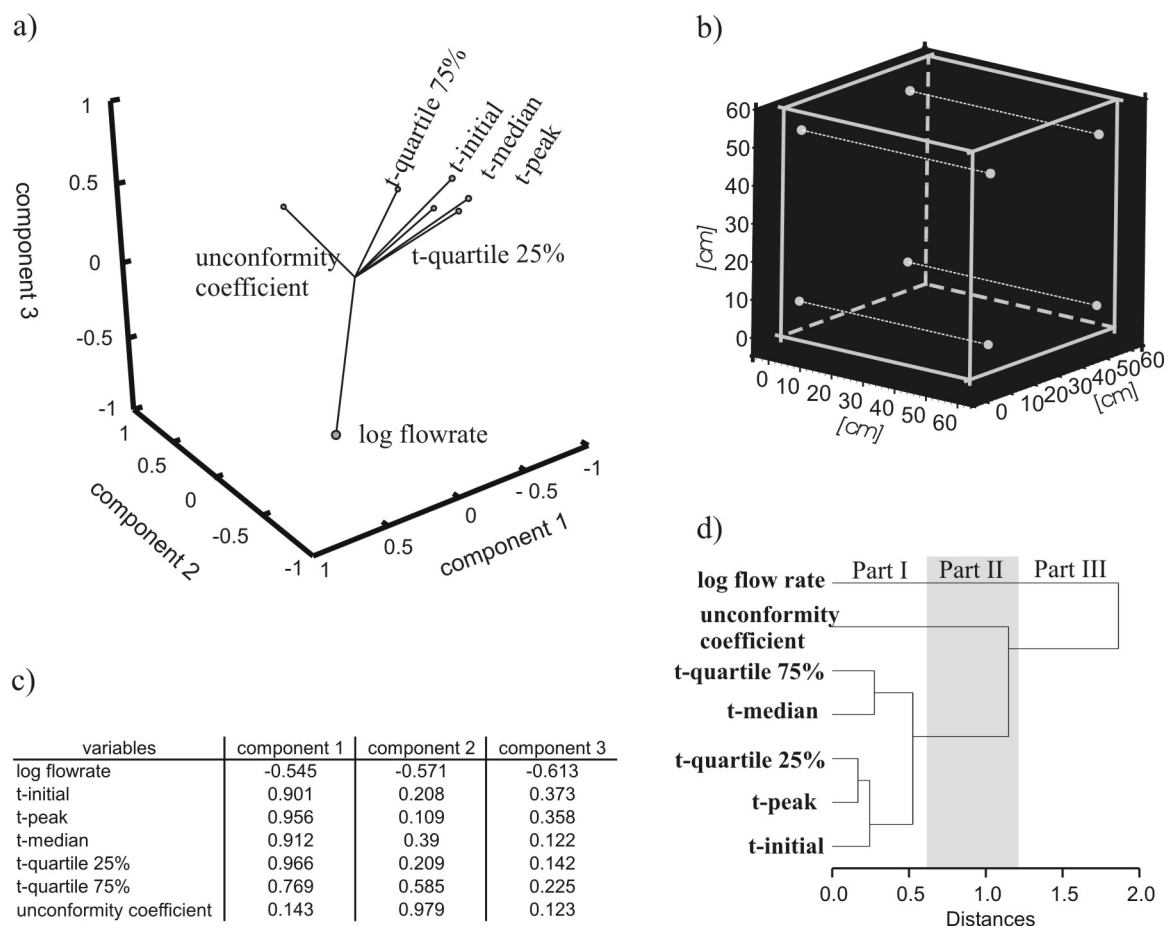 a)
t-quartile 75%
t-initial
t-median
t-peak
1
0.5
0
-0.5
-1
component 3
unconformity
coefficient
t-quartile 25%
log flowrate
1
0.5
0
-0.5
-1
component 2
1
0.5
0
- 0.5
-1
component 1
b)
60
50
40
30
20
10
0
[cm]
0 10 20 30 40 50 60
[cm]
0 10 20 30 40 50 60
[cm]
c)
variables component 1 component 2 component 3
log flowrate -0.545 -0.571 -0.613
t-initial 0.901 0.208 0.373
t-peak 0.956 0.109 0.358
t-median 0.912 0.39 0.122
t-quartile 25% 0.966 0.209 0.142
t-quartile 75% 0.769 0.585 0.225
unconformity coefficient 0.143 0.979 0.123
d)
Part I Part II Part III
log flow rate
unconformity
coefficient
t-quartile 75%
t-median
t-quartile 25%
t-peak
t-initial
0.0 0.5 1.0 1.5 2.0
Distances